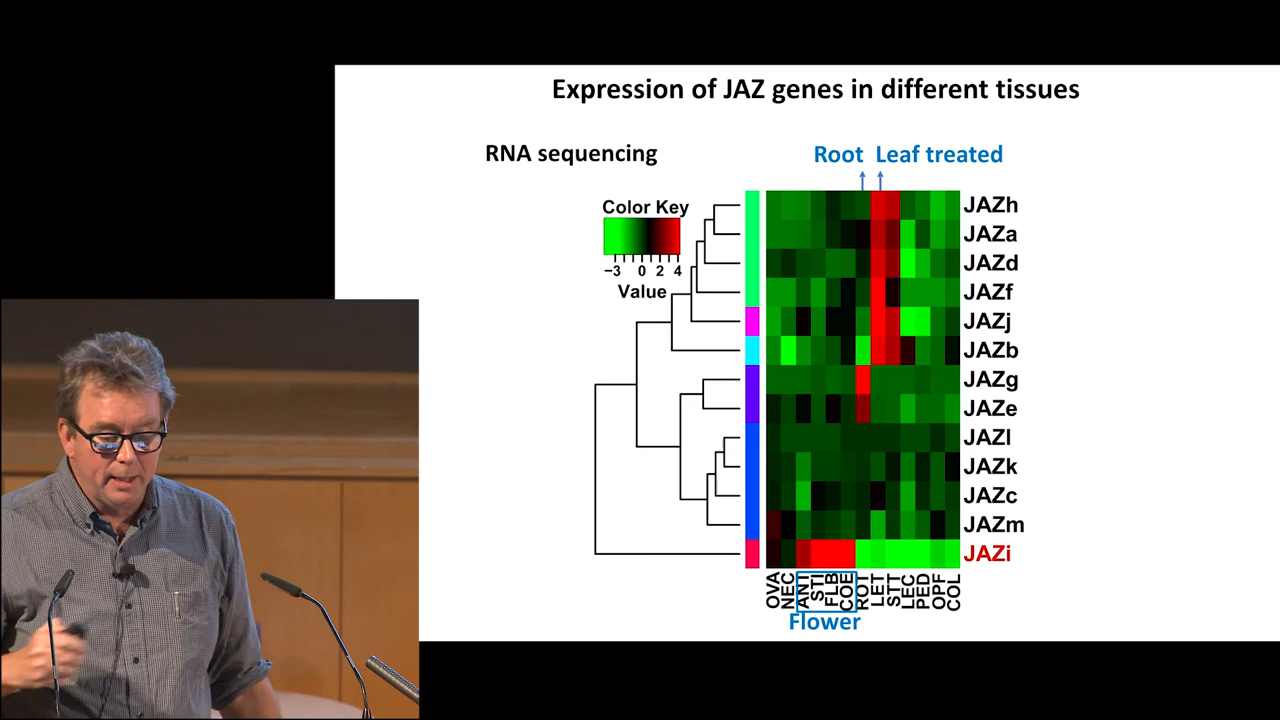 Expression of JAZ genes in different tissues
RNA sequencing
Root Leaf treated
Color Key
−3 0 2 4
Value
JAZh
JAZa
JAZd
JAZf
JAZj
JAZb
JAZg
JAZe
JAZl
JAZk
JAZc
JAZm
JAZi
OVA NEC ANT STI FLB COE ROT LET STT LEC PED OPF COL
Flower